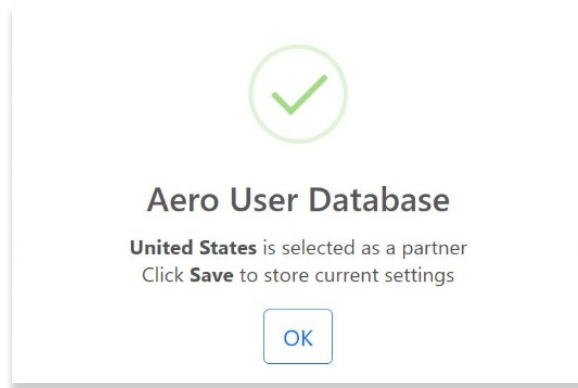 Aero User Database
United States is selected as a partner
Click Save to store current settings
OK